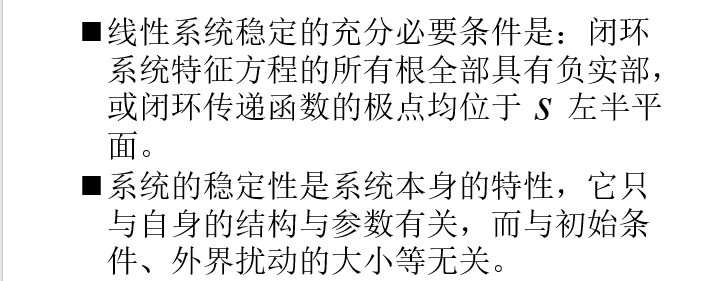 ■线性系统稳定的充分必要条件是：闭环
系统特征方程的所有根全部具有负实部，
或闭环传递函数的极点均位于 S 左半平
面。
■系统的稳定性是系统本身的特性，它只
与自身的结构与参数有关，而与初始条
件、外界扰动的大小等无关。